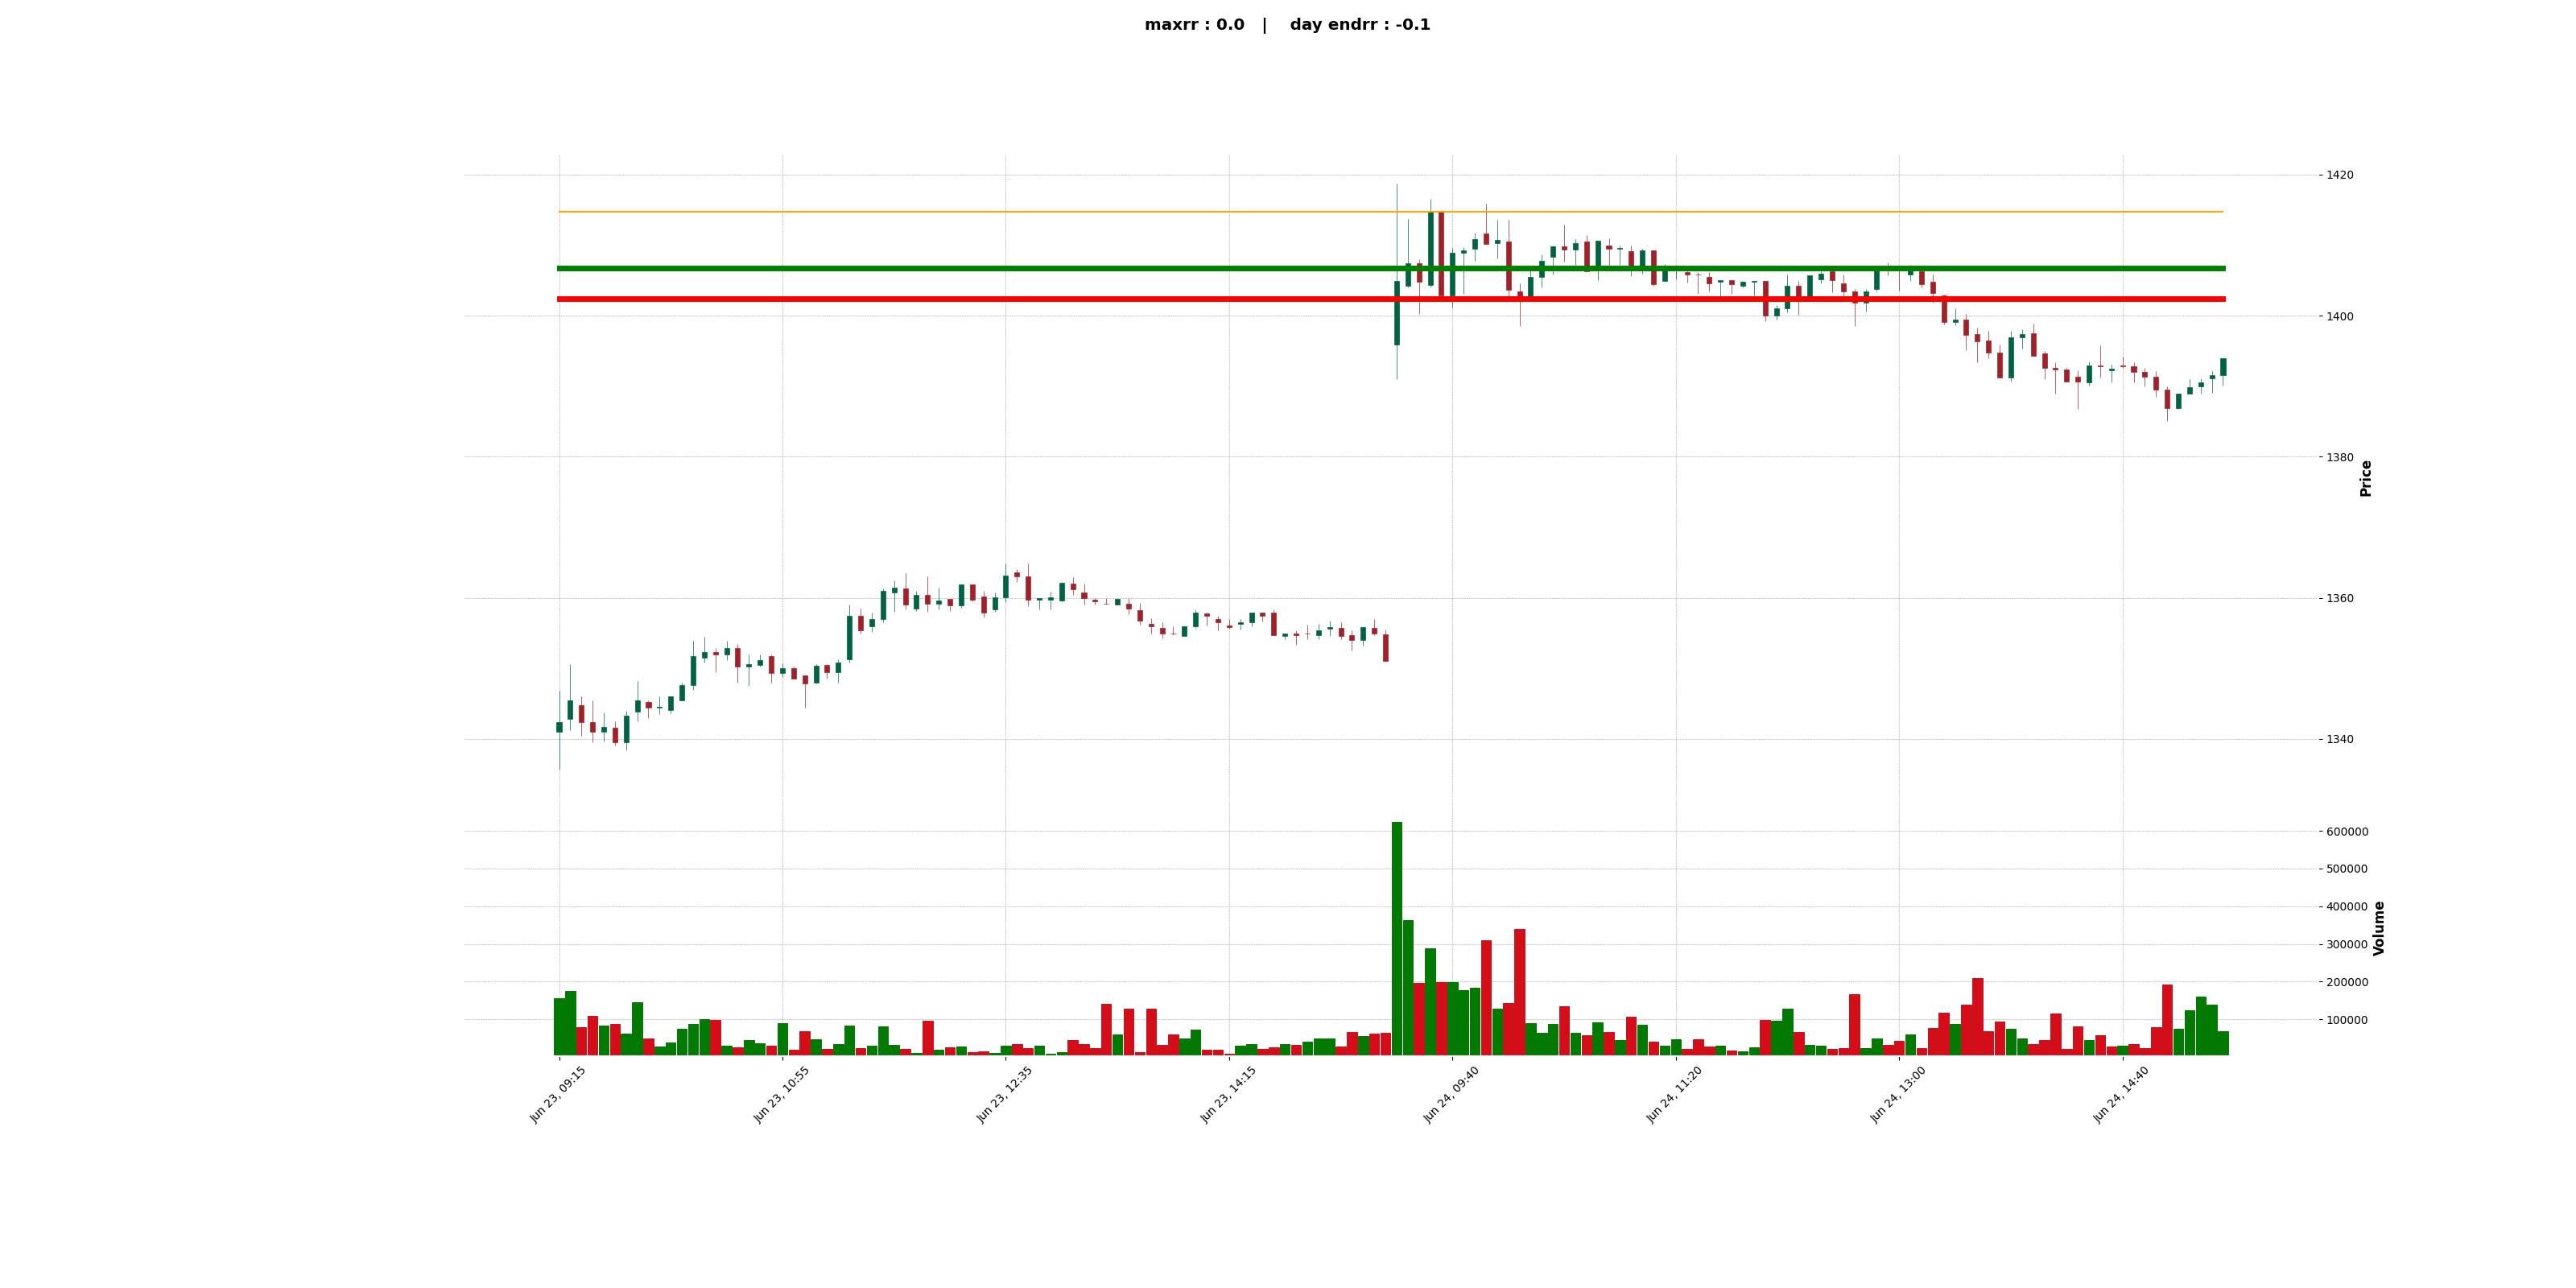 maxrr : 0.0 | day endrr : -0.1
1420
1400
1380
1360
1340
Price
600000
500000
400000
300000
200000
100000
Volume
Jun 23, 09:15
Jun 23, 10:55
Jun 23, 12:35
Jun 23, 14:15
Jun 24, 09:40
Jun 24, 11:20
Jun 24, 13:00
Jun 24, 14:40